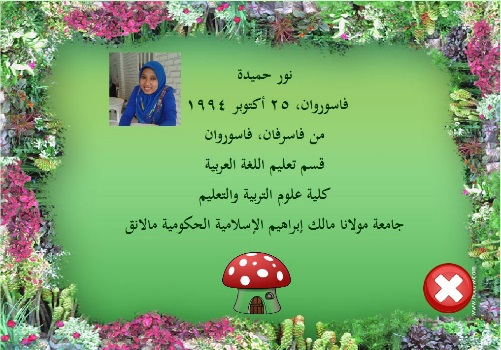 نور حميدة
فاسوروان، ٢٥ أكتوبر ١٩٩٤
من فاسرفان، فاسوروان
قسم تعليم اللغة العربية
كلية علوم التربية والتعليم
جامعة مولانا مالك إبراهيم الإسلامية الحكومية مالانق